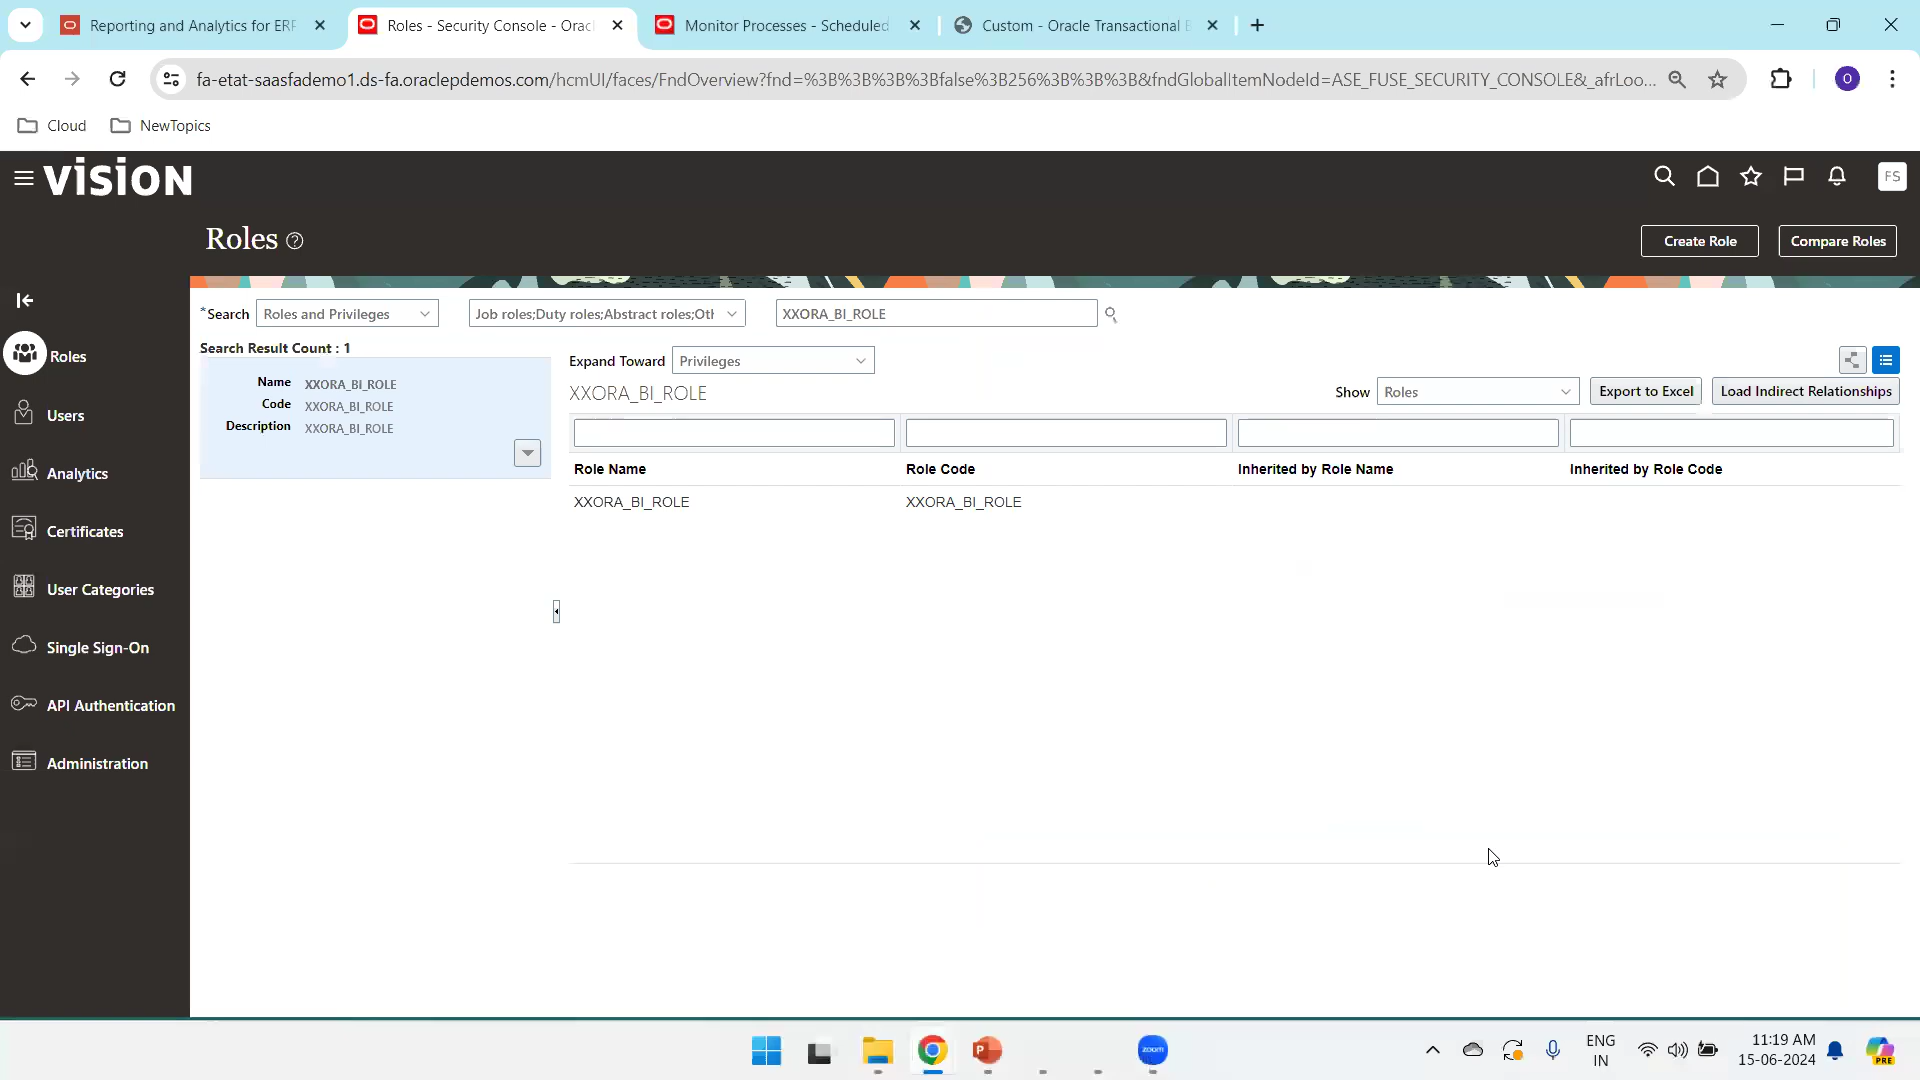 Reporting and Analytics for ERP
Roles - Security Console - Orac
Monitor Processes - Scheduled
Custom - Oracle Transactional B
fa-etat-saasfademo1.ds-fa.oraclepdemos.com/hcmUI/faces/FndOverview?fnd=%3B%3B%3B%3Bfalse%3B256%3B%3B%3B&fndGlobalItemNodeId=ASE_FUSE_SECURITY_CONSOLE&_afrLoo...
O
Cloud
NewTopics
VISION
FS
Roles
Create Role
Compare Roles
*Search
Roles and Privileges
Job roles;Duty roles;Abstract roles;Oth
XXORA_BI_ROLE
Search Result Count : 1
Name XXORA_BI_ROLE
Code XXORA_BI_ROLE
Description XXORA_BI_ROLE
Expand Toward Privileges
XXORA_BI_ROLE
Show Roles
Export to Excel
Load Indirect Relationships
Role Name Role Code Inherited by Role Name Inherited by Role Code
XXORA_BI_ROLE XXORA_BI_ROLE
Roles
Users
Analytics
Certificates
User Categories
Single Sign-On
API Authentication
Administration
zoom
ENG
IN
11:19 AM
15-06-2024
PRE